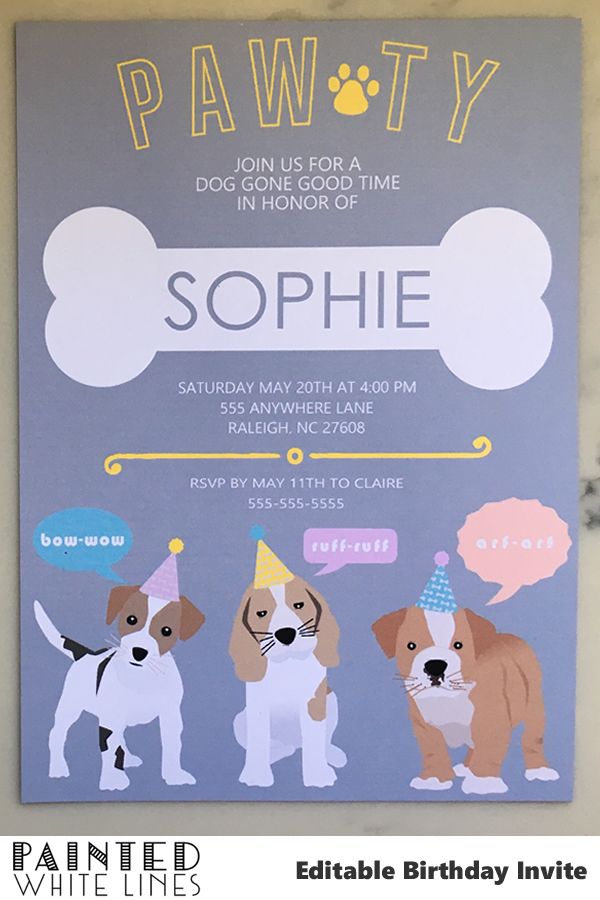 PAW TY
JOIN US FOR A
DOG GONE GOOD TIME
IN HONOR OF
SOPHIE
SATURDAY MAY 20TH AT 4:00 PM
555 ANYWHERE LANE
RALEIGH, NC 27608
RSVP BY MAY 11TH TO CLAIRE
555-555-5555
bow-wow
ruff-ruff
arf-arf
PAINTED
WHITE LINES
Editable Birthday Invite